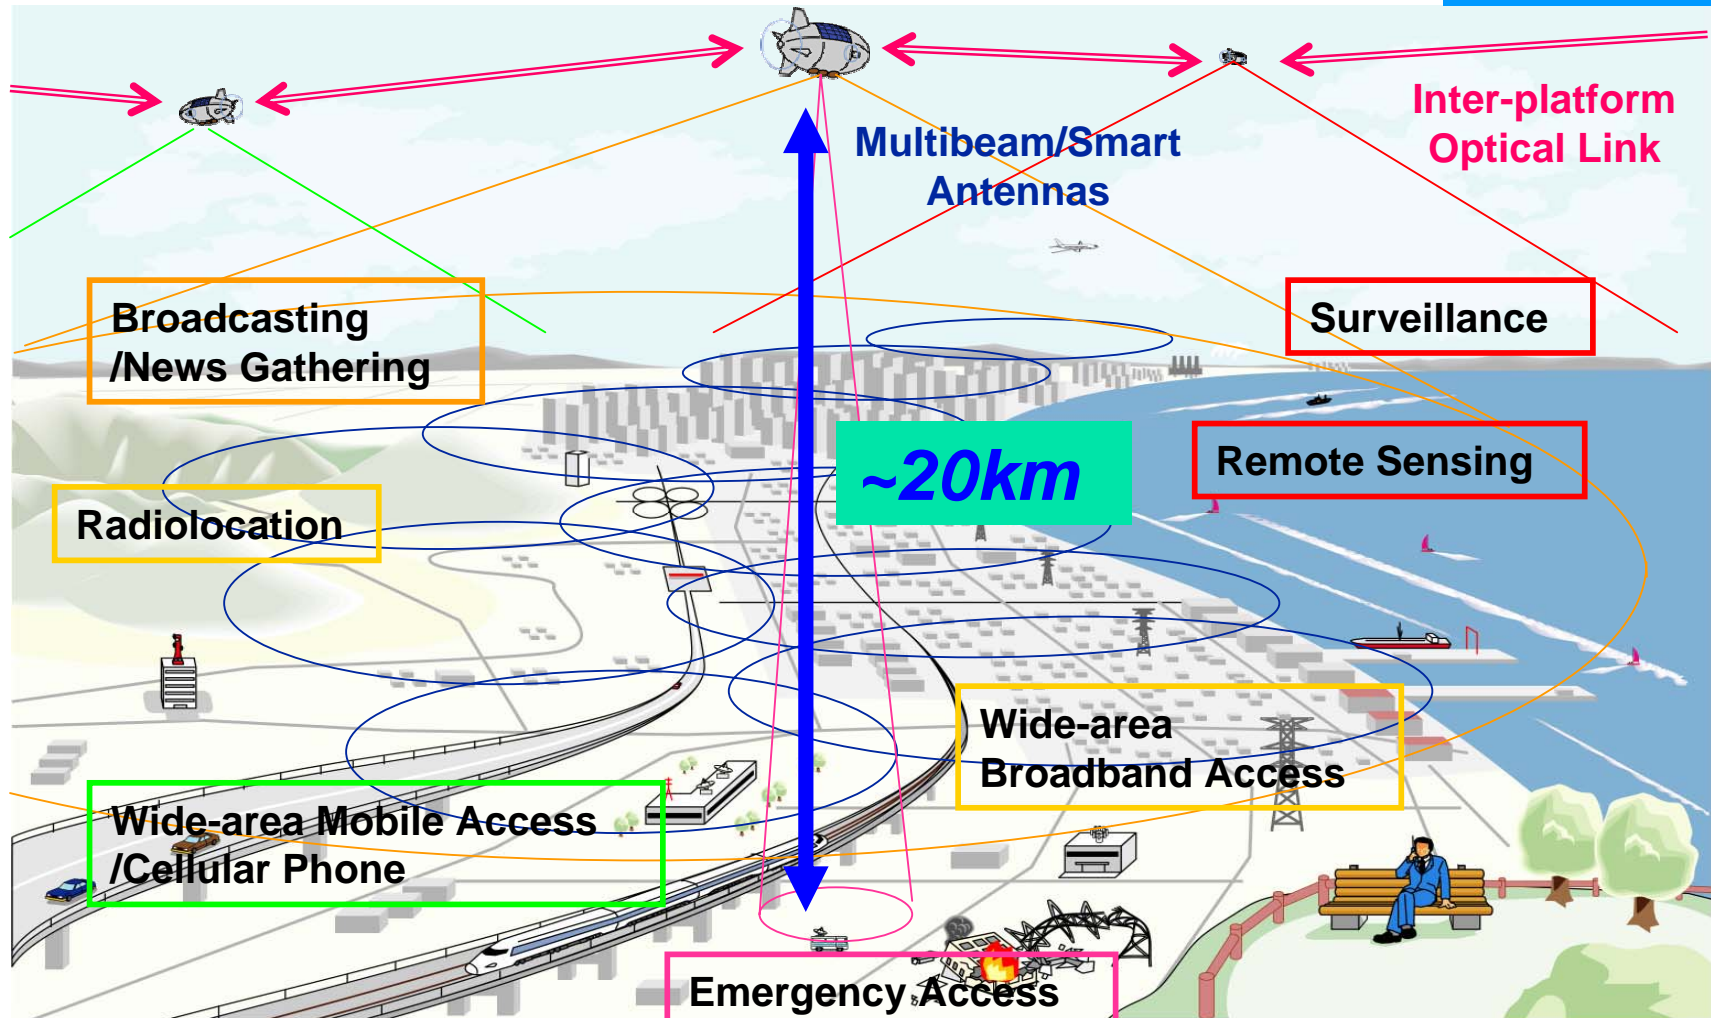 Inter-platform
Optical Link
Multibeam/Smart
Antennas
Broadcasting
/News Gathering
Surveillance
~20km
Remote Sensing
Radiolocation
Wide-area
Broadband Access
Wide-area Mobile Access
/Cellular Phone
Emergency Access